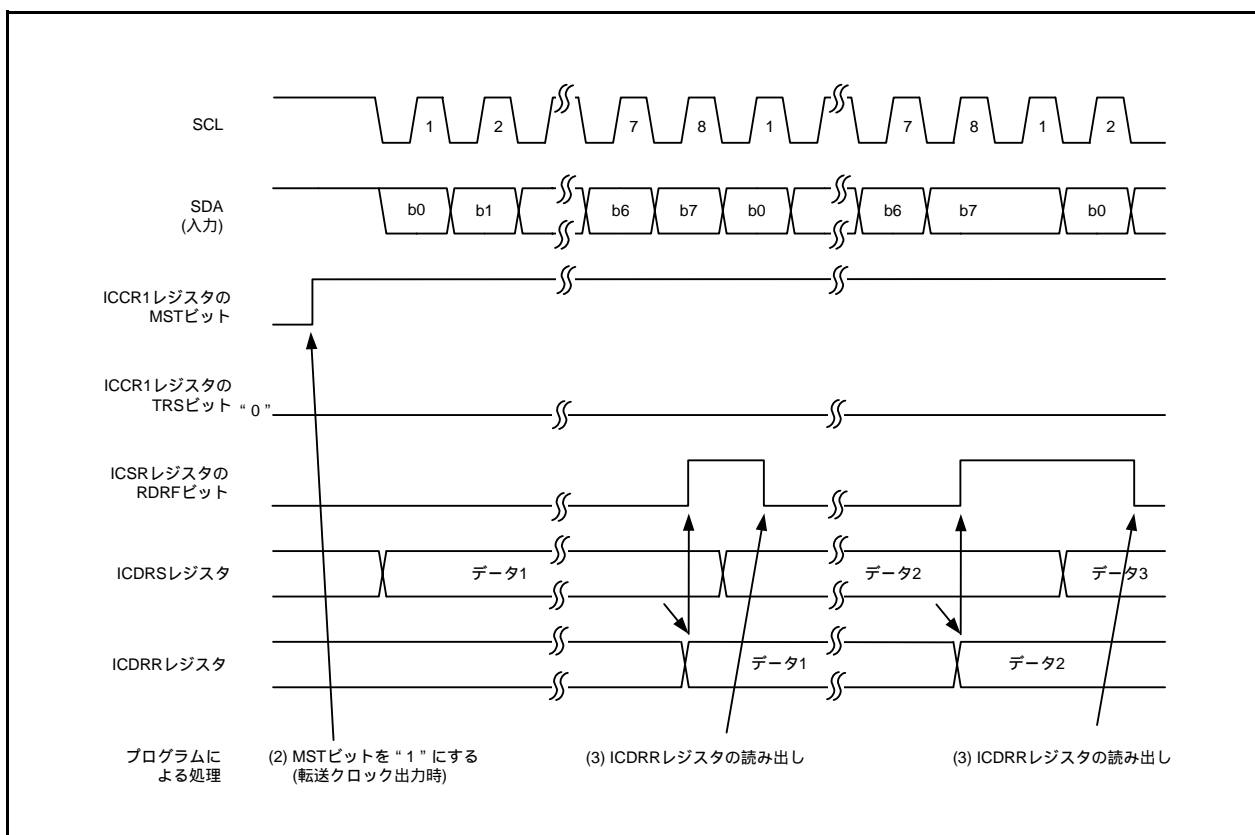 SCL
1 2 7 8 1 7 8 1 2
SDA
(入力)
b0 b1 b6 b7 b0 b6 b7 b0
ICCR1レジスタの
MSTビット
ICCR1レジスタの
TRSビット “ 0 ”
ICSRレジスタの
RDRFビット
ICDRSレジスタ
データ1 データ2 データ3
ICDRRレジスタ
データ1 データ2
プログラムに
よる処理
(2) MSTビットを “ 1 ” にする
(転送クロック出力時)
(3) ICDRRレジスタの読み出し
(3) ICDRRレジスタの読み出し